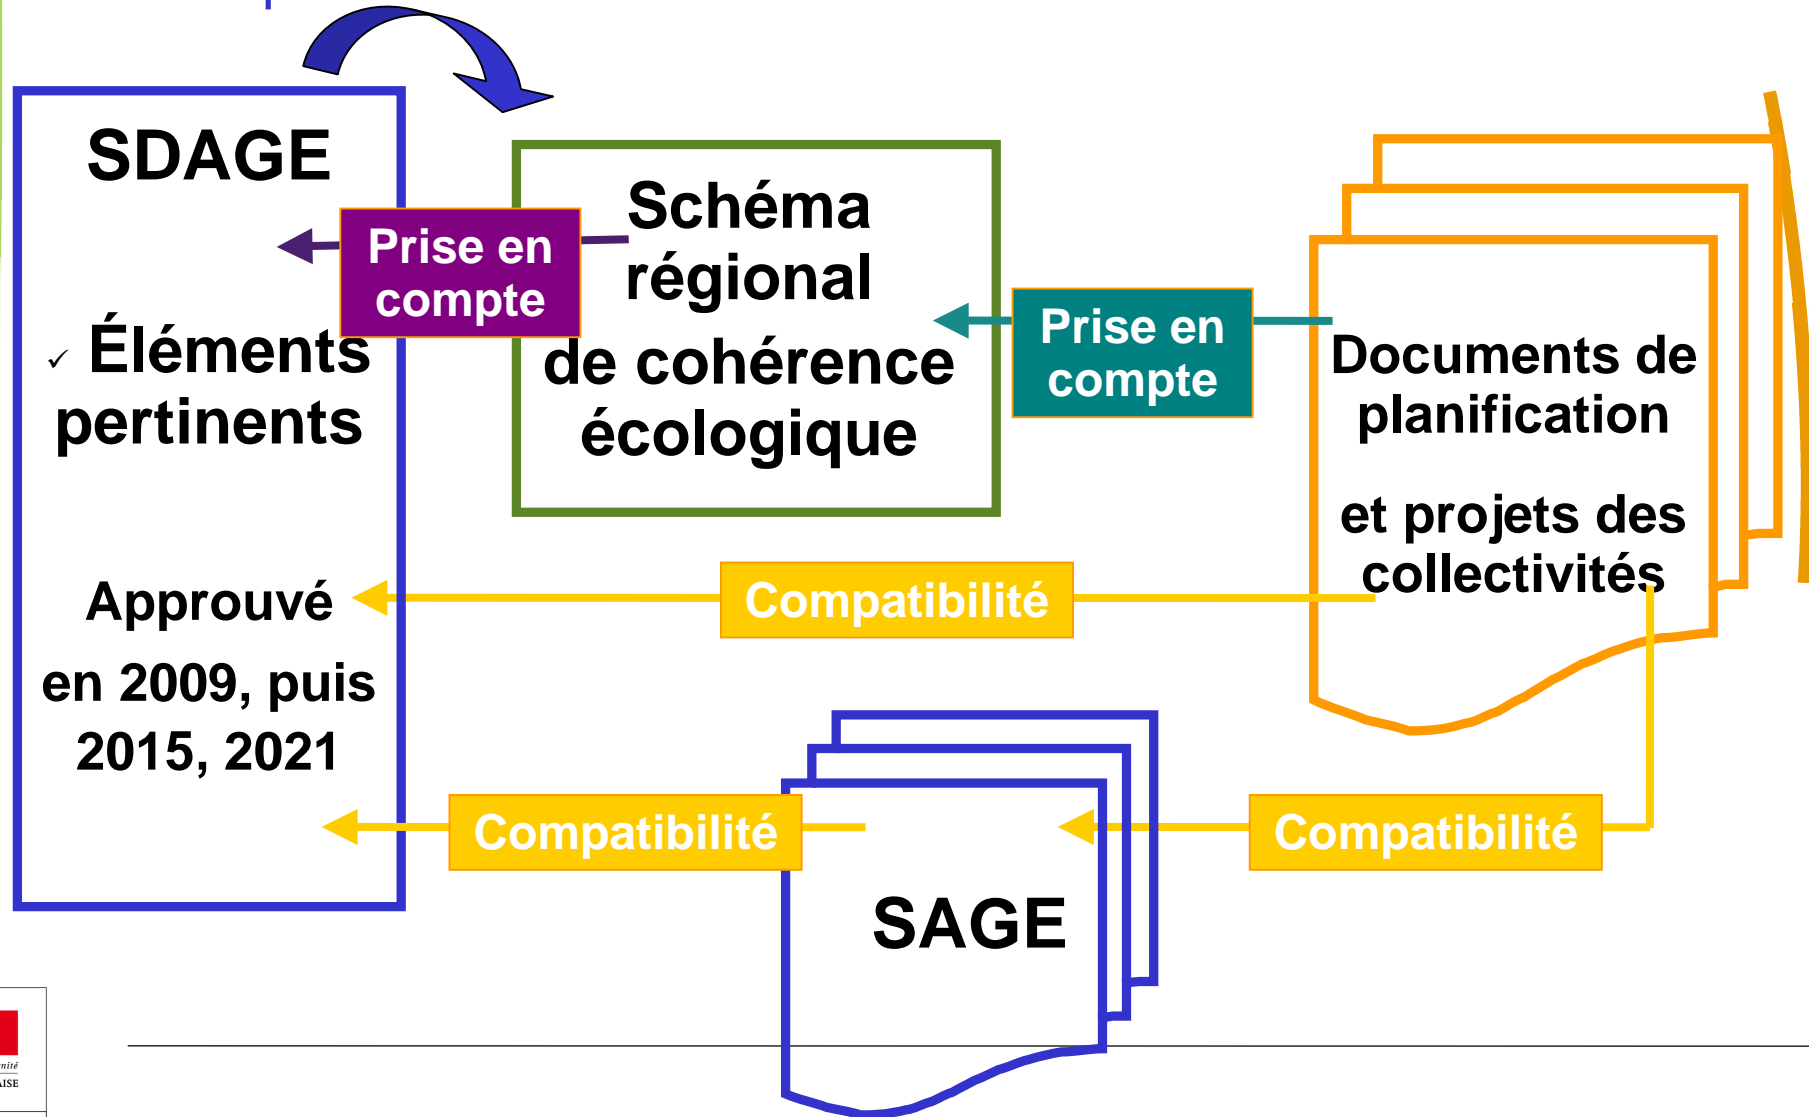 SDAGE
✓ Éléments
pertinents
Approuvé
en 2009, puis
2015, 2021
Prise en
compte
Schéma
régional
de cohérence
écologique
Prise en
compte
Documents de
planification
et projets des
collectivités
Compatibilité
Compatibilité
Compatibilité
SAGE